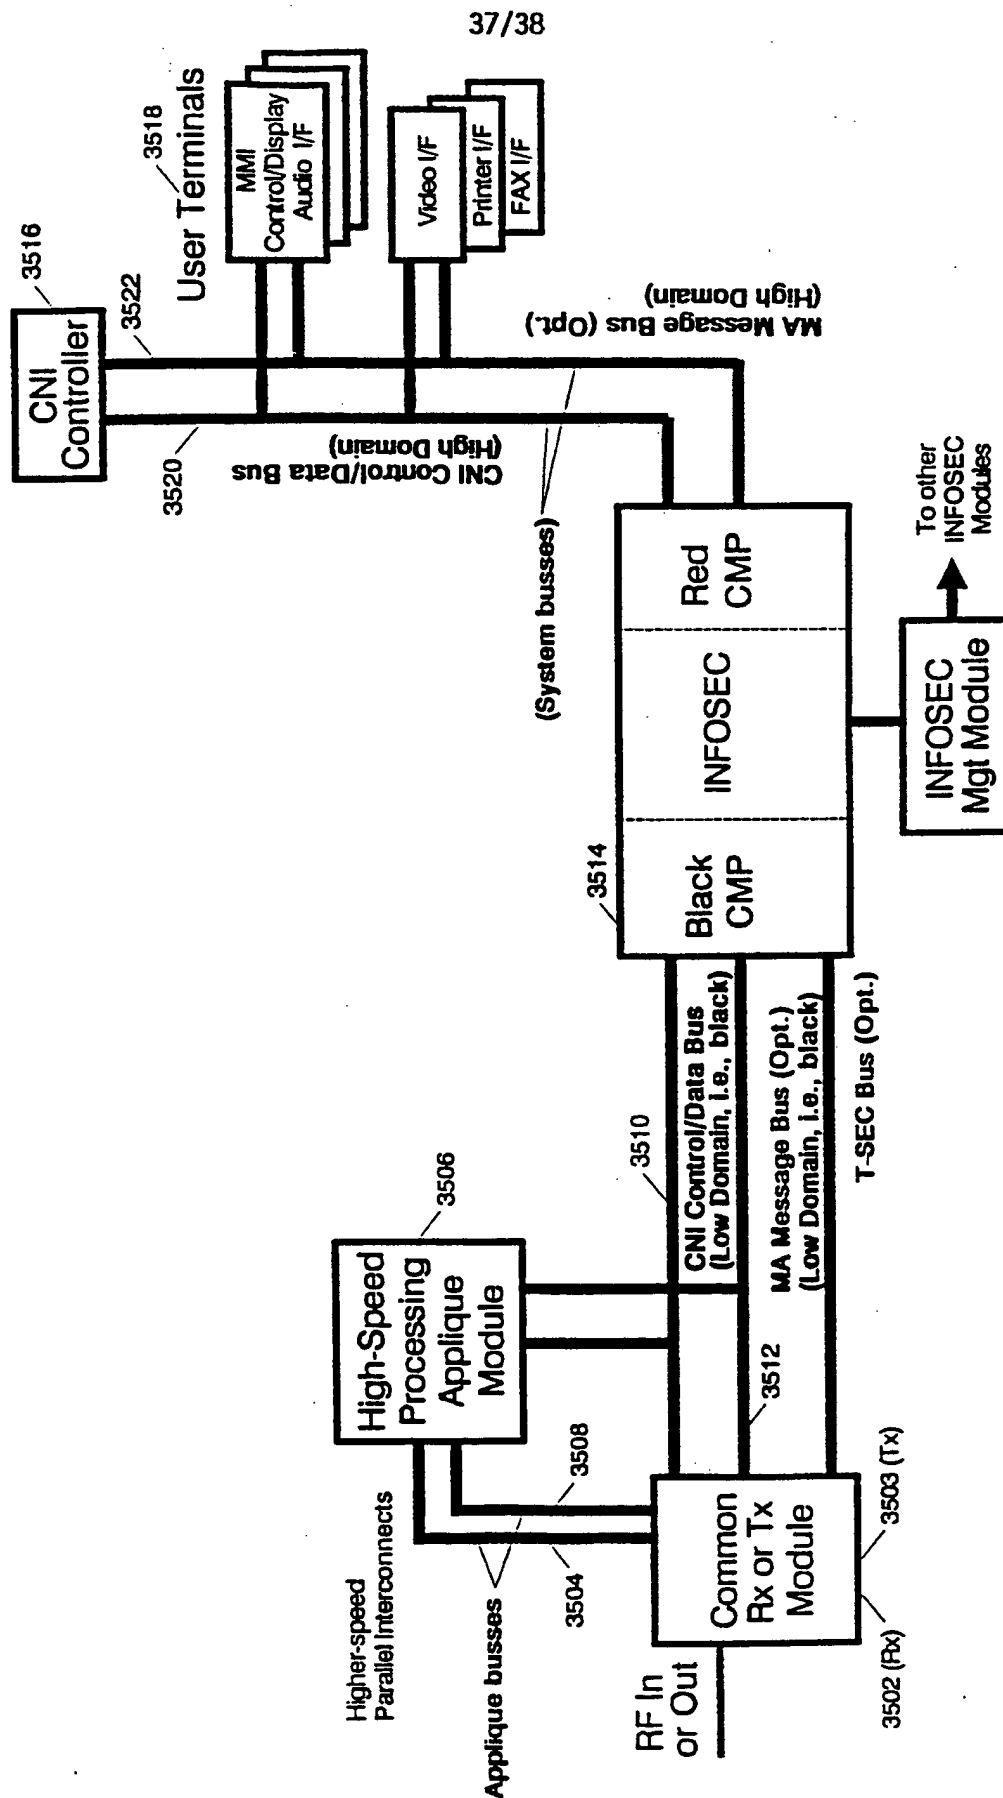 37/38
RF In
or Out
Common
Rx or Tx
Module
3502 (Rx)
3503 (Tx)
Higher-speed
Parallel Interconnects
Applique busses
3504
3508
High-Speed
Processing
Applique
Module
3506
3510
CNI Control/Data Bus
(Low Domain, i.e., black)
3512
MA Message Bus (Opt.)
(Low Domain, i.e., black)
T-SEC Bus (Opt.)
3514
Black
CMP
INFOSEC
Red
CMP
INFOSEC
Mgt Module
To other
INFOSEC
Modules
(System busses)
CNI Control/Data Bus
(High Domain)
MA Message Bus (Opt.)
(High Domain)
3520
3522
CNI
Controller
3516
User Terminals
3518
MMI
Control/Display
Audio I/F
Video I/F
Printer I/F
FAX I/F